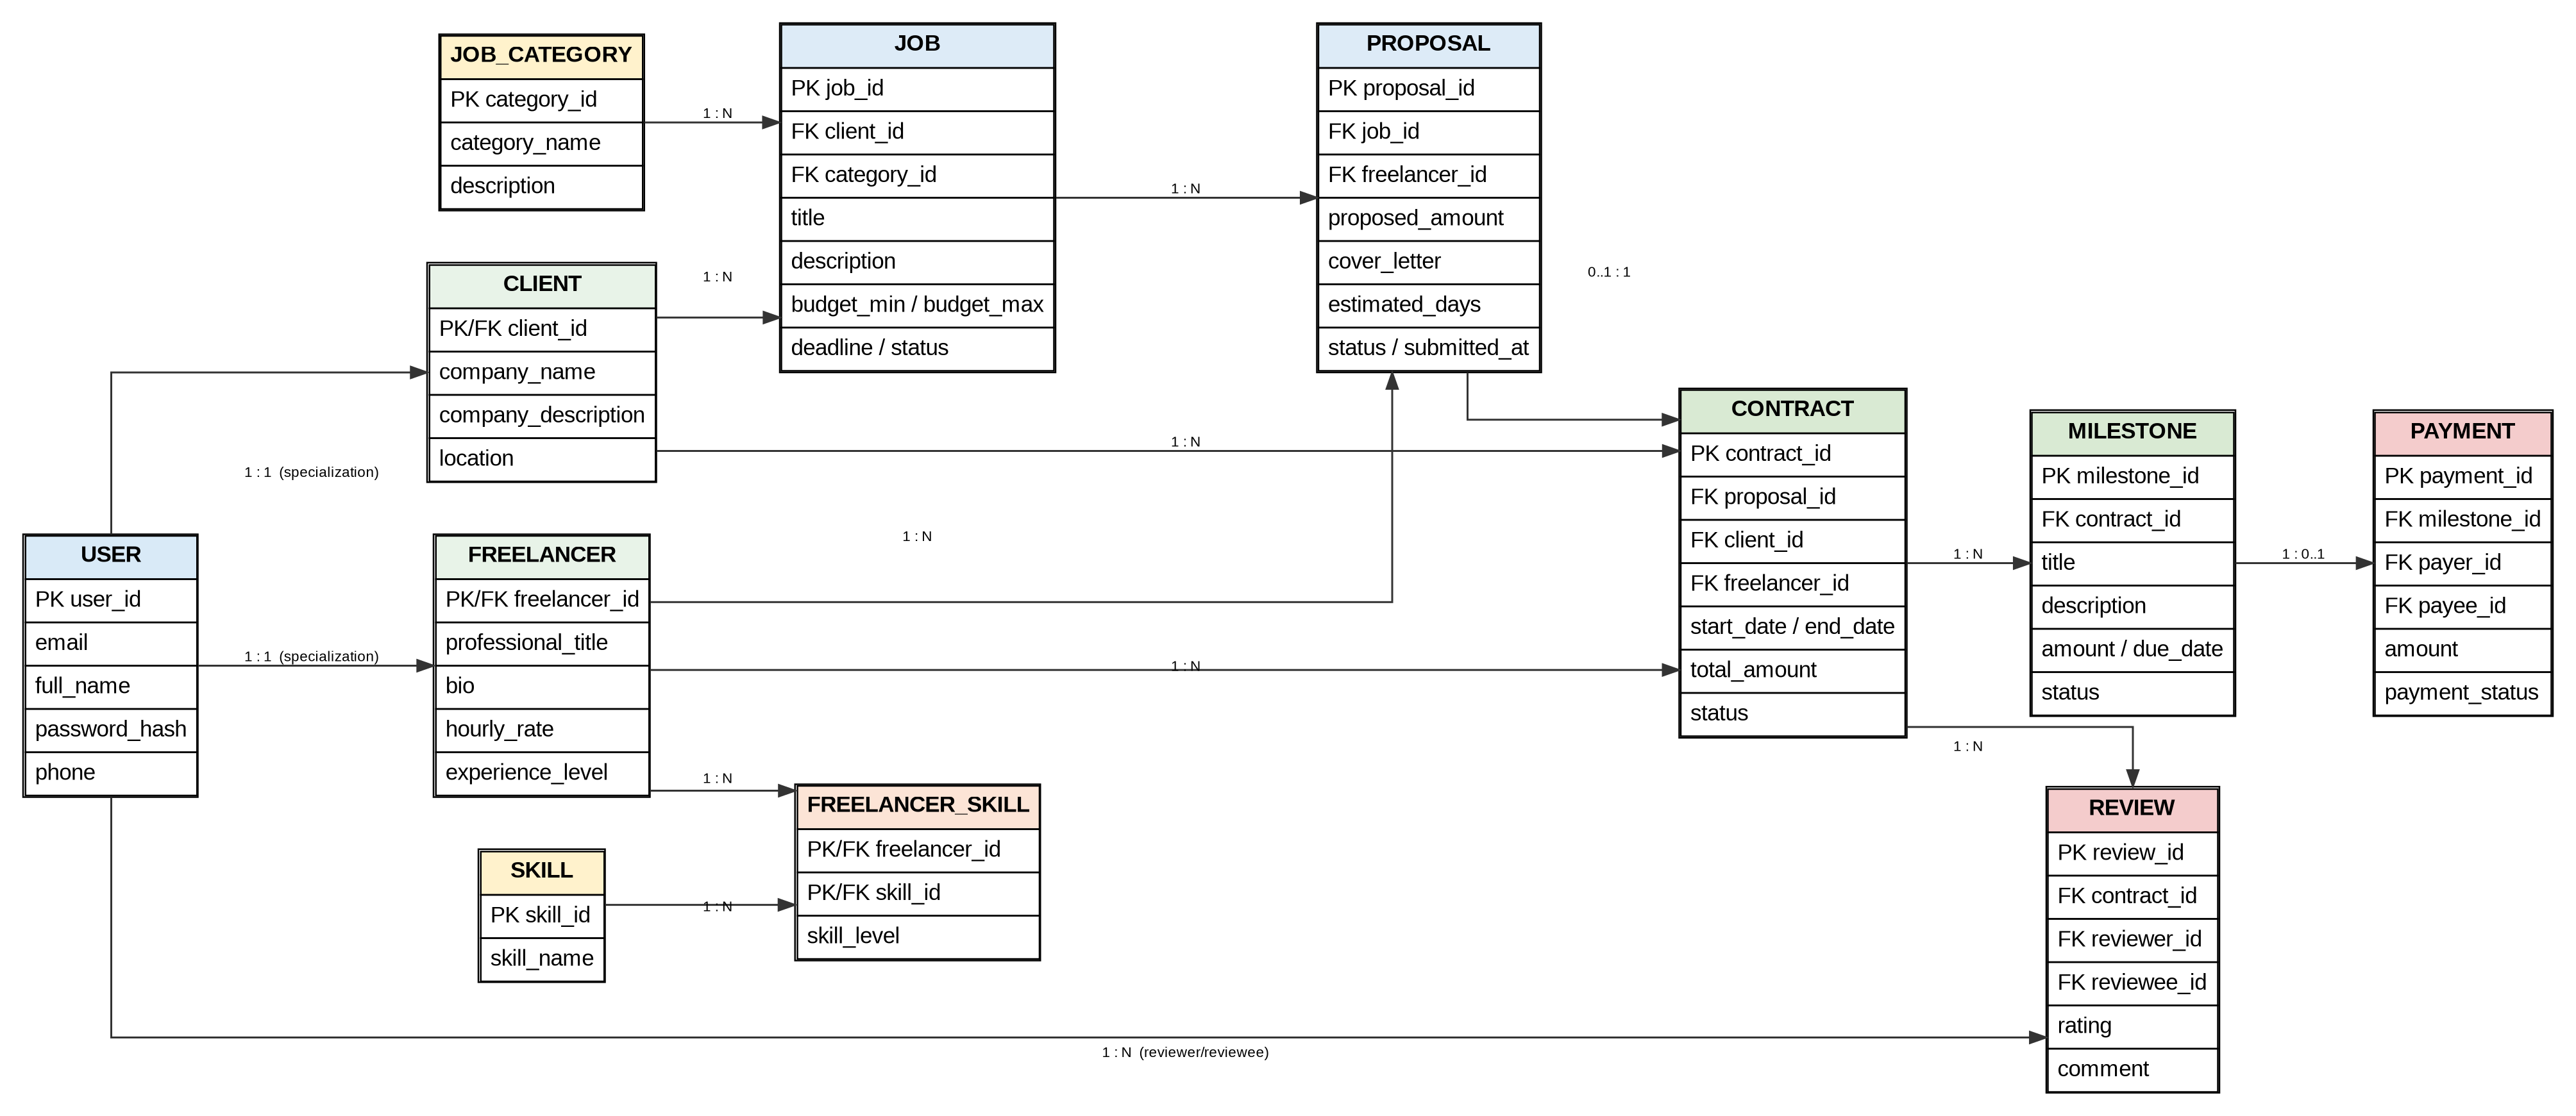 JOB_CATEGORY
PK category_id
category_name
description
1 : N
JOB
PK job_id
FK client_id
FK category_id
title
description
budget_min / budget_max
deadline / status
1 : N
PROPOSAL
PK proposal_id
FK job_id
FK freelancer_id
proposed_amount
cover_letter
estimated_days
status / submitted_at
0..1 : 1
CLIENT
PK/FK client_id
company_name
company_description
location
1 : N
1 : N
1 : 1 (specialization)
USER
PK user_id
email
full_name
password_hash
phone
1 : 1 (specialization)
FREELANCER
PK/FK freelancer_id
professional_title
bio
hourly_rate
experience_level
1 : N
1 : N
1 : N
CONTRACT
PK contract_id
FK proposal_id
FK client_id
FK freelancer_id
start_date / end_date
total_amount
status
1 : N
1 : N
MILESTONE
PK milestone_id
FK contract_id
title
description
amount / due_date
status
1 : 0..1
PAYMENT
PK payment_id
FK milestone_id
FK payer_id
FK payee_id
amount
payment_status
SKILL
PK skill_id
skill_name
1 : N
FREELANCER_SKILL
PK/FK freelancer_id
PK/FK skill_id
skill_level
REVIEW
PK review_id
FK contract_id
FK reviewer_id
FK reviewee_id
rating
comment
1 : N (reviewer/reviewee)